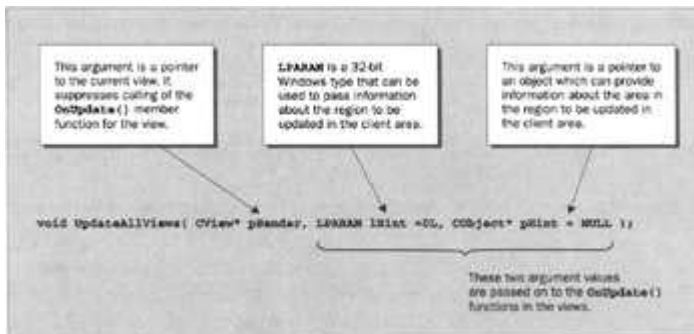 This argument is a pointer
to the current view. It
suppresses calling of the
OnUpdate() member
function for the view.
LPARAM is a 32-bit
Windows type that can be
used to pass information
about the region to be
updated in the client area.
This argument is a pointer
to an object which can provide
information about the area in
the region to be updated in
the client area.
void UpdateAllViews( CView* pSender, LPARAM lHint =0L, CObject* pHint = NULL );
These two argument values
are passed on to the OnUpdate()
functions in the views.